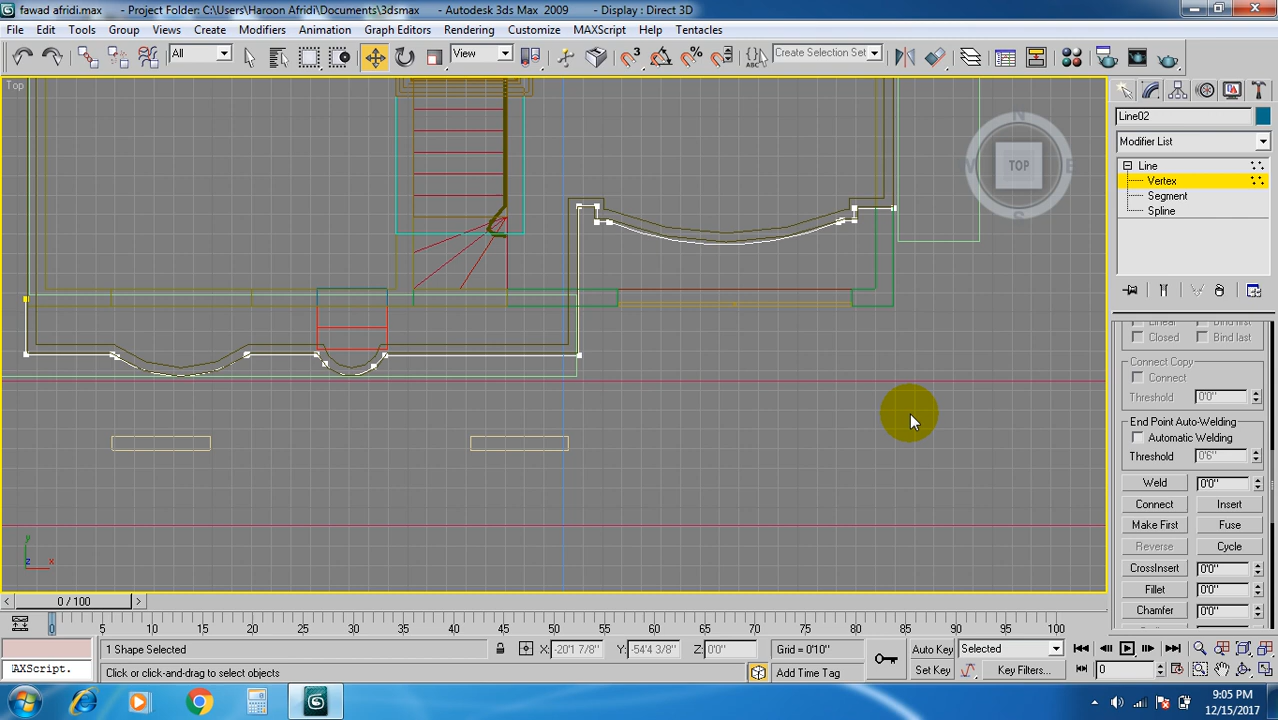 fawad afridi.max - Project Folder: C:\Users\Haroon Afridi\Documents\3dsmax - Autodesk 3ds Max 2009 - Display : Direct 3D
File Edit Tools Group Views Create Modifiers Animation Graph Editors Rendering Customize MAXScript Help Tentacles
All View Create Selection Set
Top
N
TOP
Line02
Modifier List
Line
Vertex
Segment
Spline
Linear Bind first
Closed Bind last
Connect Copy
Connect
Threshold 0'0"
End Point Auto-Welding
Automatic Welding
Threshold 0'6"
Weld 0'0"
Connect Insert
Make First Fuse
Reverse Cycle
CrossInsert 0'0"
Fillet 0'0"
Chamfer 0'0"
y
z x
0 / 100
5 10 15 20 25 30 35 40 45 50 55 60 65 70 75 80 85 90 95 100
1 Shape Selected X: -20'1 7/8" Y: -54'4 3/8" Z: 0'0" Grid = 0'10" Auto Key Selected
AXScript. Click or click-and-drag to select objects Add Time Tag Set Key Key Filters... 0
9:05 PM
12/15/2017